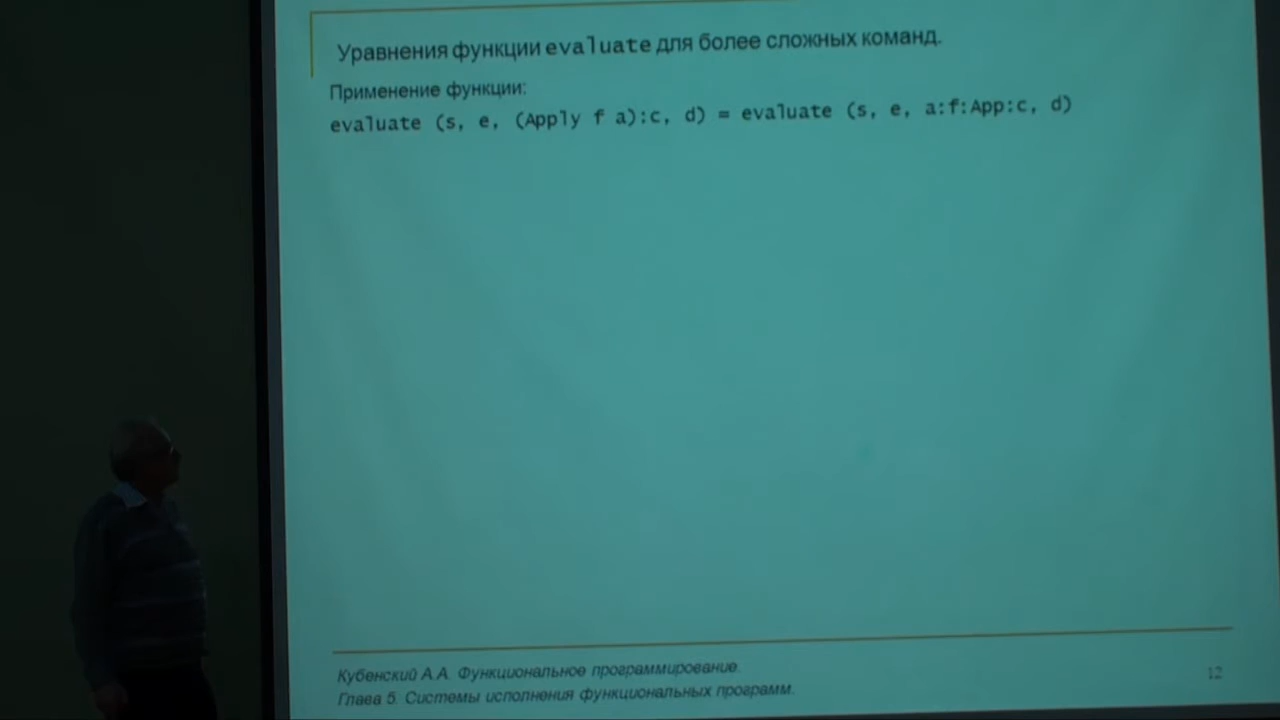 Уравнения функции evaluate для более сложных команд.
Применение функции:
evaluate (s, e, (Apply f a):c, d) = evaluate (s, e, a:f:App:c, d)
Кубенский А.А. Функциональное программирование.
Глава 5. Системы исполнения функциональных программ.
12